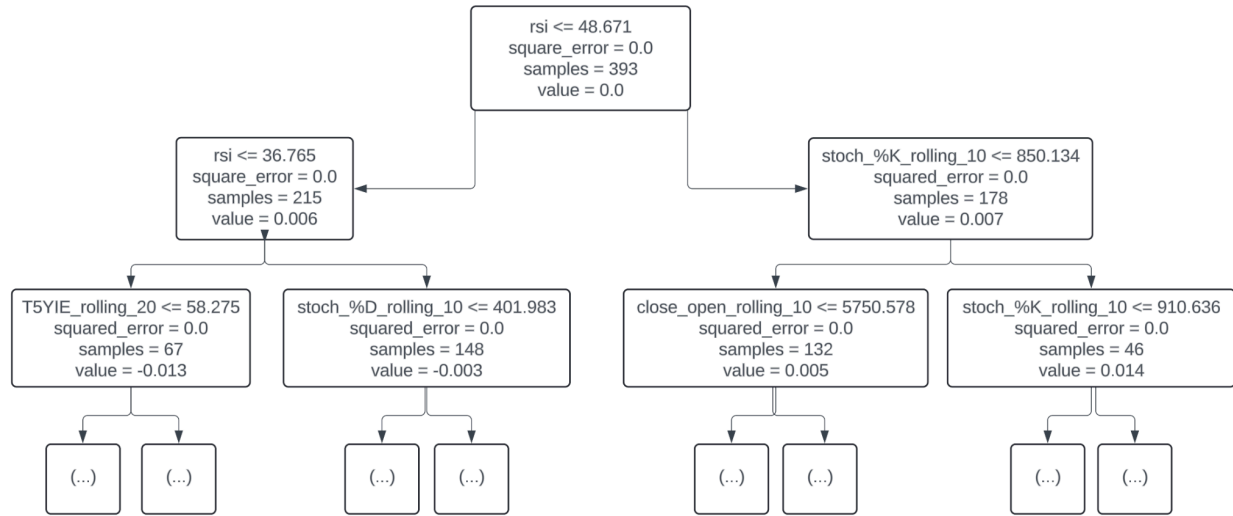 rsi <= 48.671
square_error = 0.0
samples = 393
value = 0.0
rsi <= 36.765
square_error = 0.0
samples = 215
value = 0.006
stoch_%K_rolling_10 <= 850.134
squared_error = 0.0
samples = 178
value = 0.007
T5YIE_rolling_20 <= 58.275
squared_error = 0.0
samples = 67
value = -0.013
stoch_%D_rolling_10 <= 401.983
squared_error = 0.0
samples = 148
value = -0.003
close_open_rolling_10 <= 5750.578
squared_error = 0.0
samples = 132
value = 0.005
stoch_%K_rolling_10 <= 910.636
squared_error = 0.0
samples = 46
value = 0.014
(...)
(...)
(...)
(...)
(...)
(...)
(...)
(...)